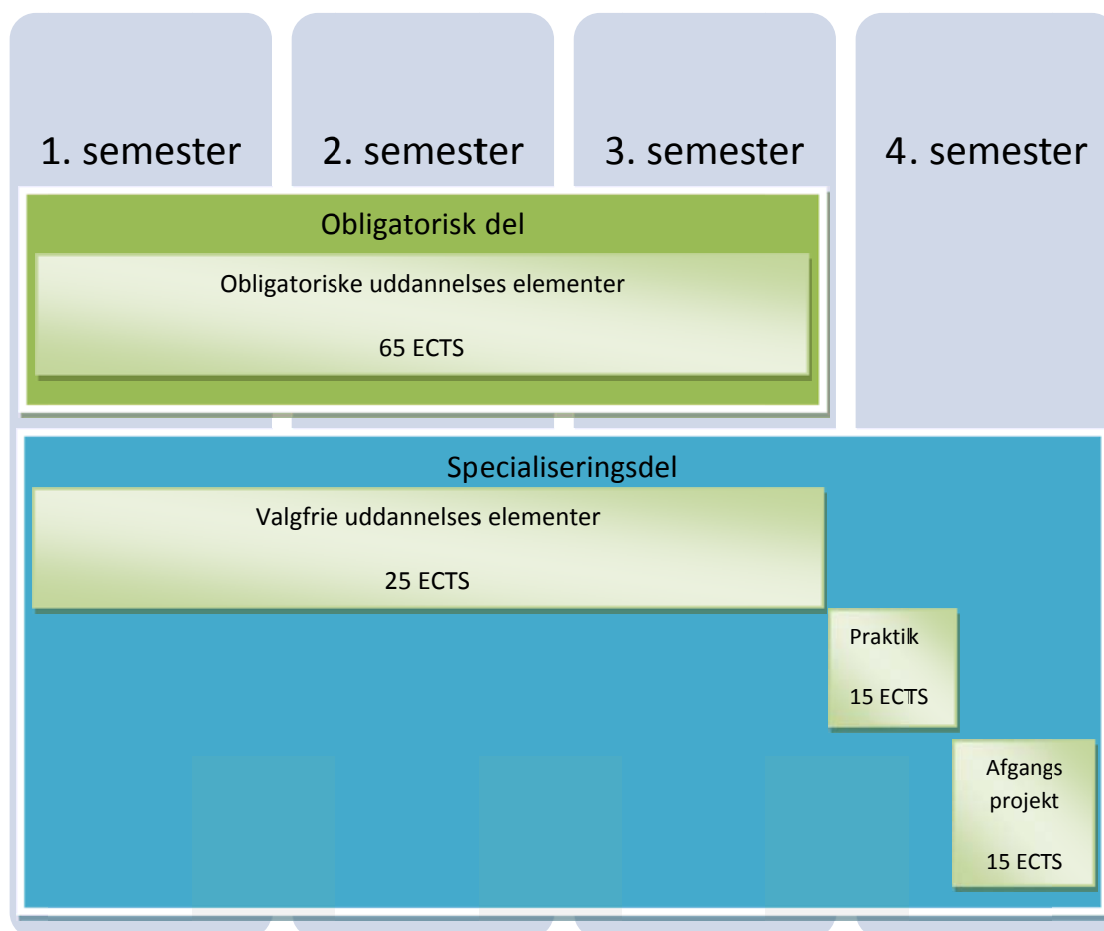 1. semester
2. semester
3. semester
4. semester
Obligatorisk del
Obligatoriske uddannelses elementer
65 ECTS
Specialiseringsdel
Valgfrie uddannelses elementer
25 ECTS
Praktik
15 ECTS
Afgangs
projekt
15 ECTS